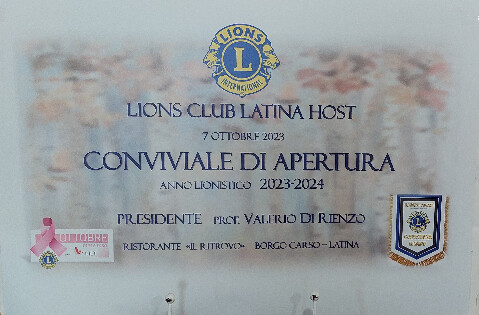 LIONS
L
INTERNATIONAL
LIONS CLUB LATINA HOST
7 OTTOBRE 2023
CONVIVIALE DI APERTURA
ANNO LIONISTICO 2023-2024
PRESIDENTE PROF. VALERIO DI RIENZO
RISTORANTE «IL RITROVO» BORGO CARSO – LATINA
OTTOBRE